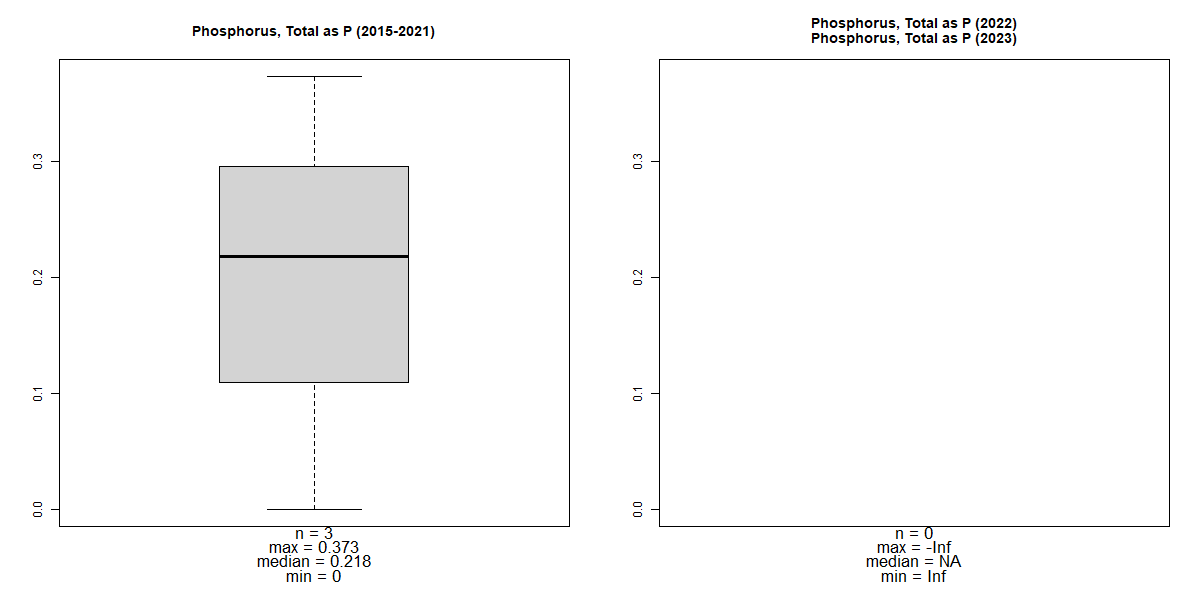 Phosphorus, Total as P (2015-2021)
0.3
0.2
0.1
0.0
n = 3
max = 0.373
median = 0.218
min = 0
Phosphorus, Total as P (2022)
Phosphorus, Total as P (2023)
0.3
0.2
0.1
0.0
n = 0
max = -Inf
median = NA
min = Inf